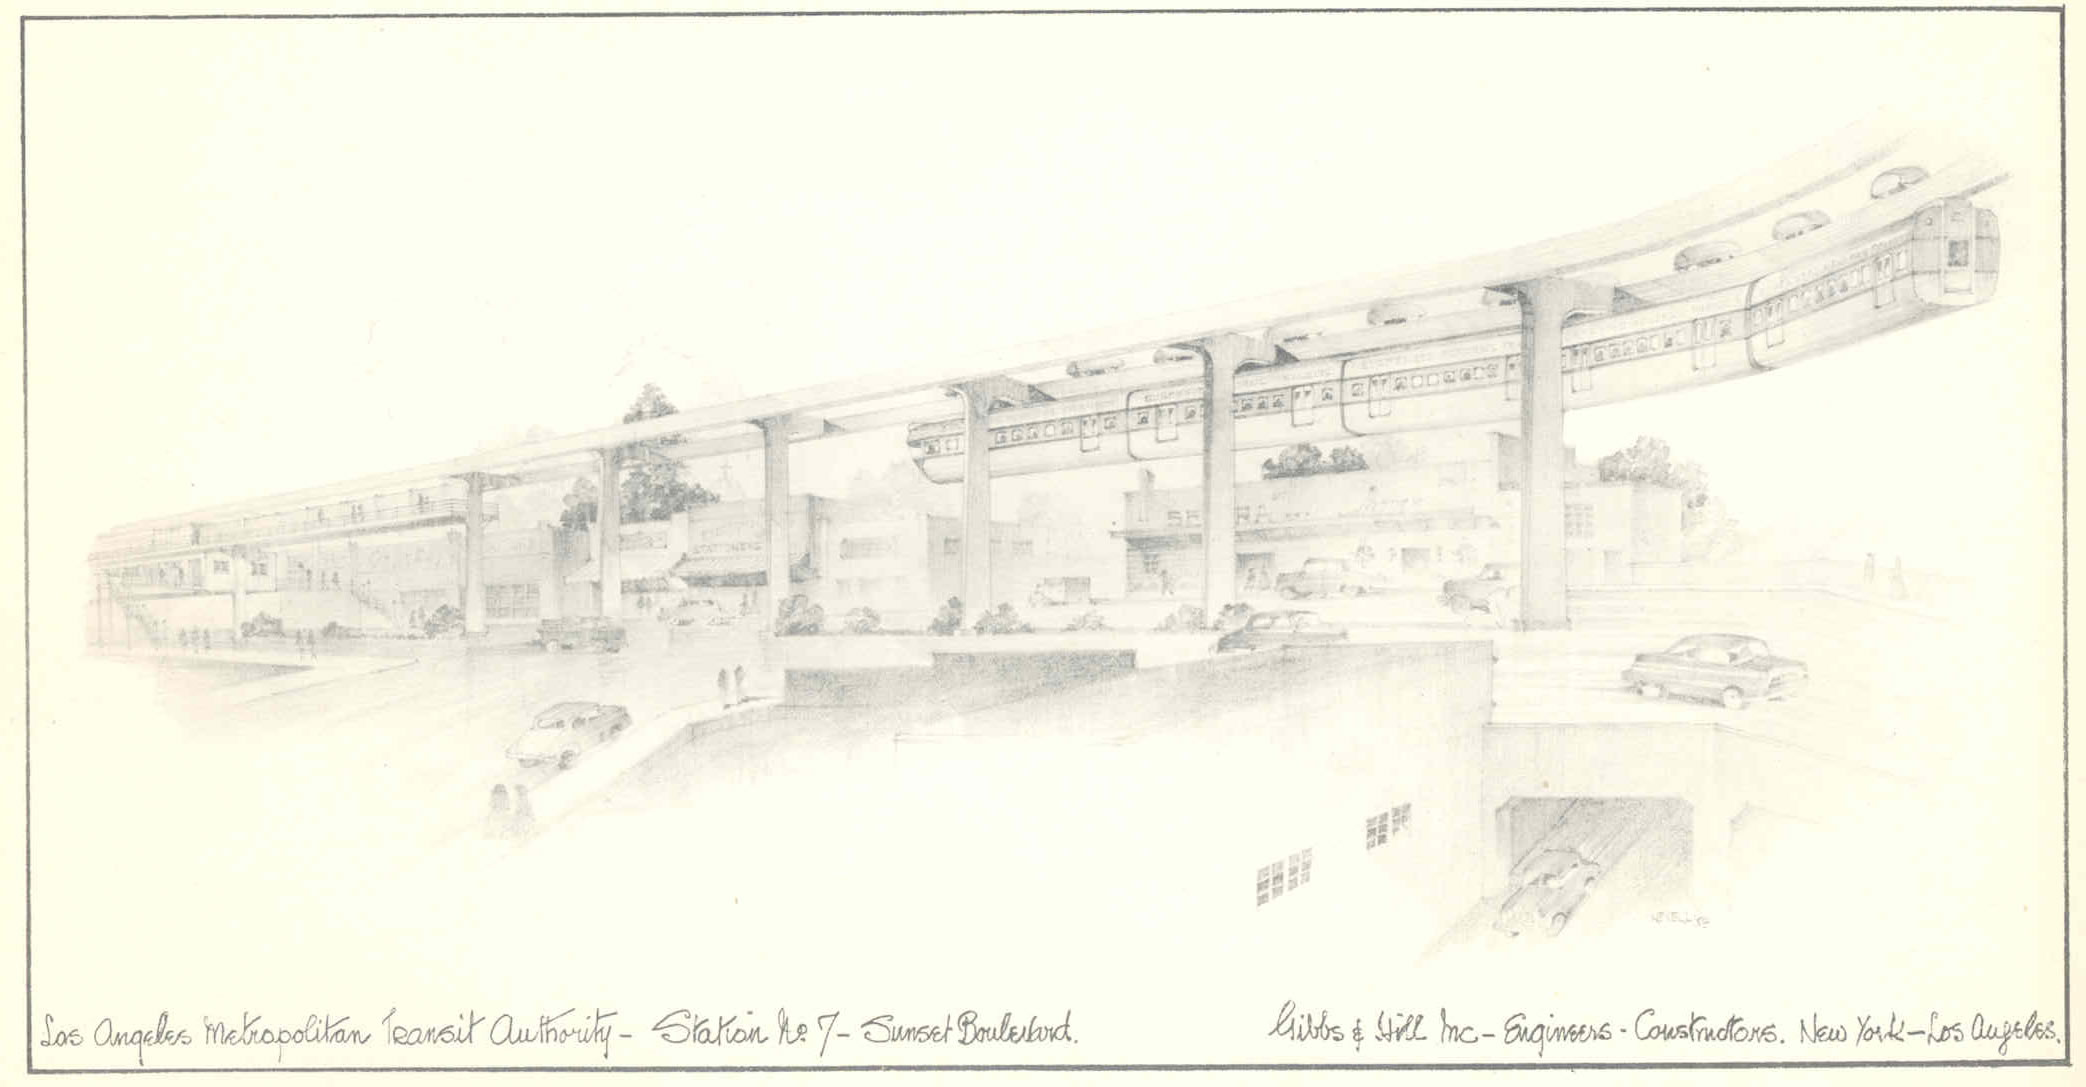 STATIONERS
Los Angeles Metropolitan Transit Authority – Station No 7 – Sunset Boulevard.
Gibbs & Hill Inc – Engineers - Constructors. New York – Los Angeles.